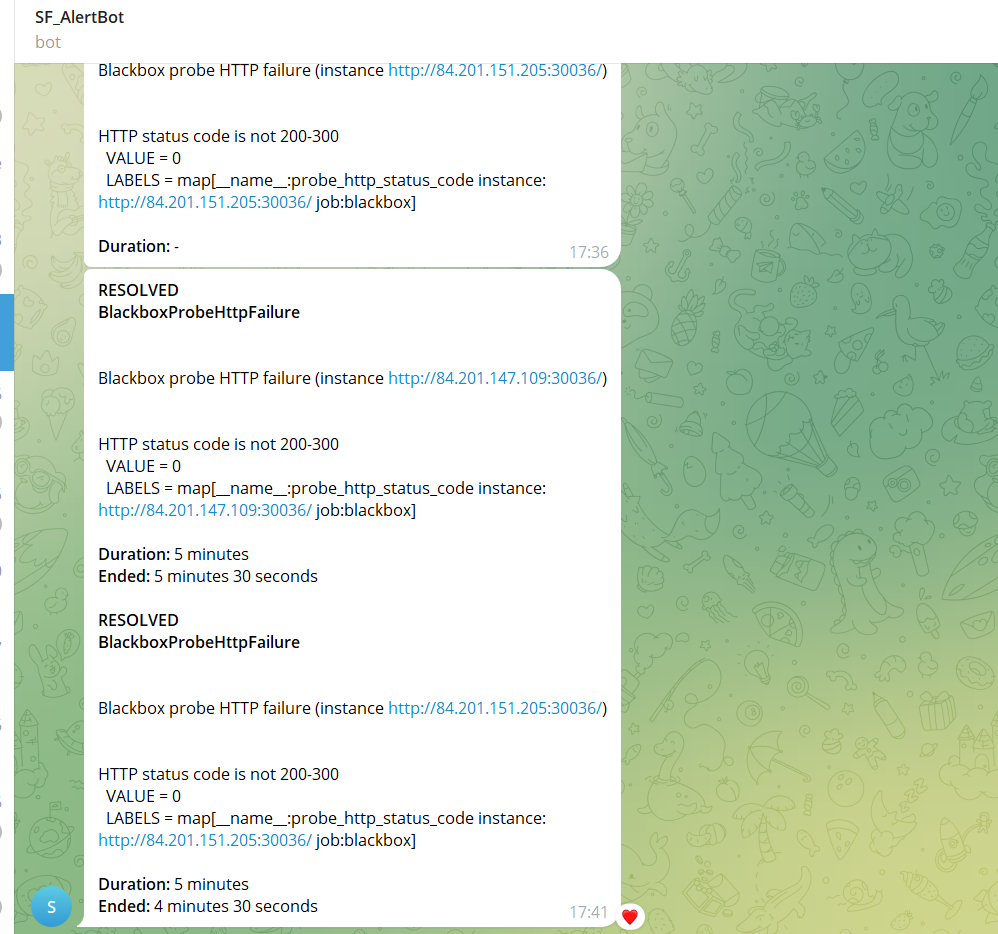 SF_AlertBot
bot
Blackbox probe HTTP failure (instance http://84.201.151.205:30036/)
HTTP status code is not 200-300
VALUE = 0
LABELS = map[__name__:probe_http_status_code instance:
http://84.201.151.205:30036/ job:blackbox]
Duration: -
17:36
RESOLVED
BlackboxProbeHttpFailure
Blackbox probe HTTP failure (instance http://84.201.147.109:30036/)
HTTP status code is not 200-300
VALUE = 0
LABELS = map[__name__:probe_http_status_code instance:
http://84.201.147.109:30036/ job:blackbox]
Duration: 5 minutes
Ended: 5 minutes 30 seconds
RESOLVED
BlackboxProbeHttpFailure
Blackbox probe HTTP failure (instance http://84.201.151.205:30036/)
HTTP status code is not 200-300
VALUE = 0
LABELS = map[__name__:probe_http_status_code instance:
http://84.201.151.205:30036/ job:blackbox]
Duration: 5 minutes
Ended: 4 minutes 30 seconds
17:41
S